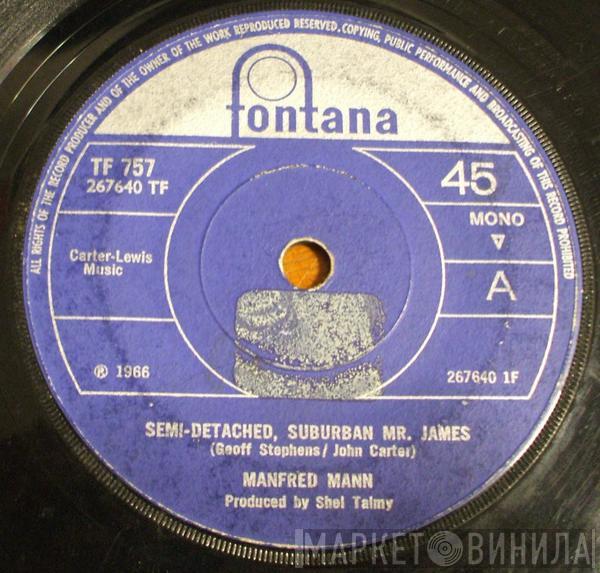 ALL RIGHTS OF THE RECORD PRODUCER AND OF THE OWNER OF THE WORK REPRODUCED RESERVED. COPYING, PUBLIC PERFORMANCE AND BROADCASTING OF THIS RECORD PROHIBITED
fontana
TF 757
267640 TF
45
MONO
Carter-Lewis
Music
A
℗ 1966
267640 1F
SEMI-DETACHED, SUBURBAN MR. JAMES
(Geoff Stephens/ John Carter)
MANFRED MANN
Produced by Shel Talmy
МАРКЕТ ВИНИЛА